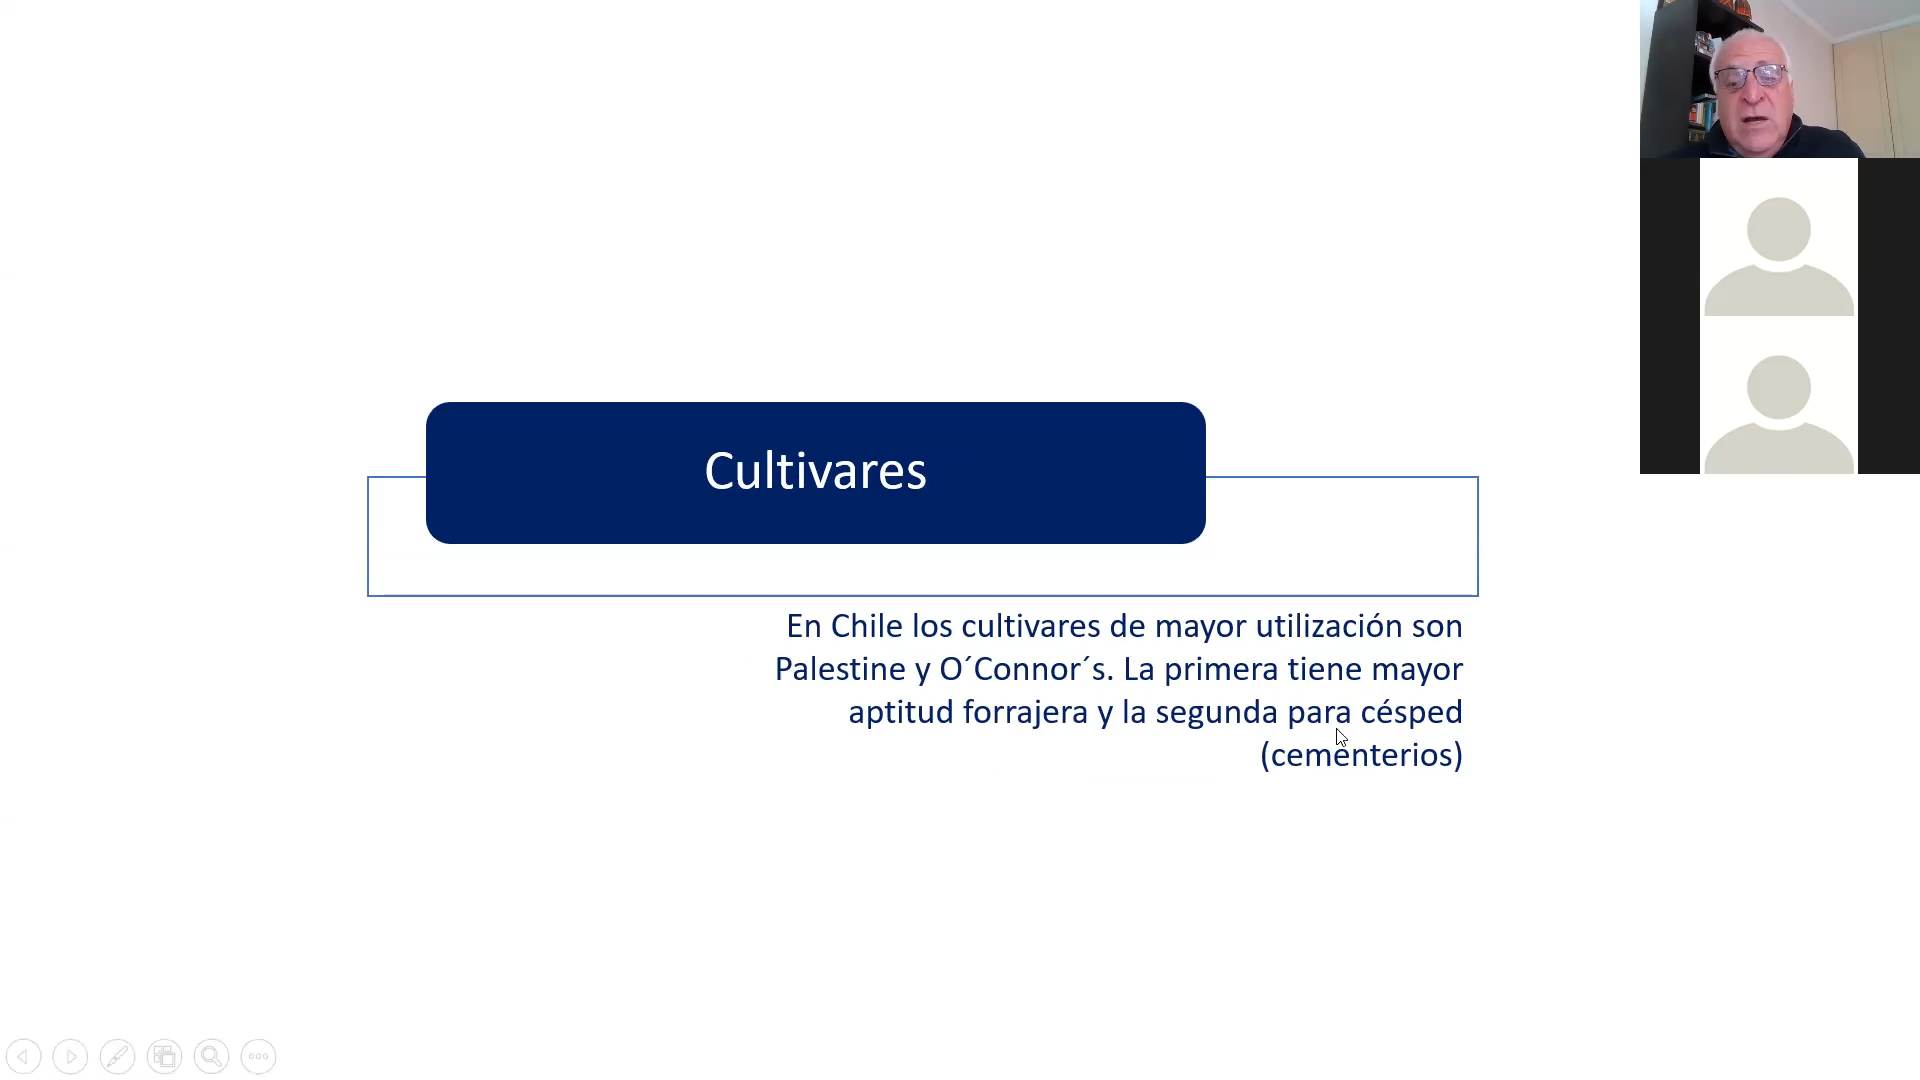 Cultivares
En Chile los cultivares de mayor utilización son
Palestine y O´Connor´s. La primera tiene mayor
aptitud forrajera y la segunda para césped
(cementerios)